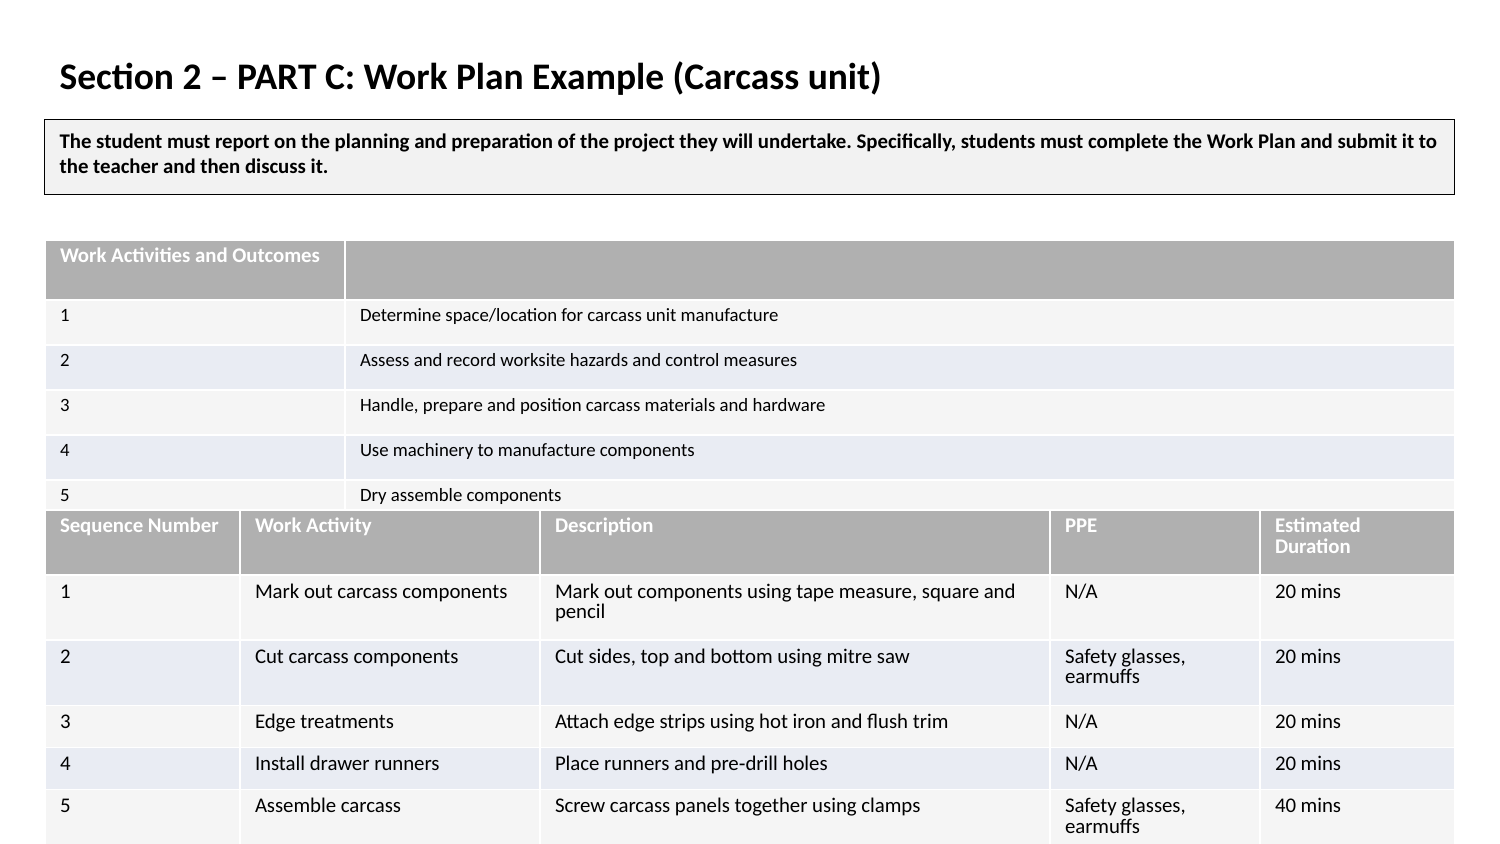 Section 2 – PART C: Work Plan Example (Carcass unit)
The student must report on the planning and preparation of the project they will undertake. Specifically, students must complete the Work Plan and submit it to
the teacher and then discuss it.
Work Activities and Outcomes
1 Determine space/location for carcass unit manufacture
2 Assess and record worksite hazards and control measures
3 Handle, prepare and position carcass materials and hardware
4 Use machinery to manufacture components
5 Dry assemble components
Sequence Number Work Activity Description PPE Estimated
Duration
1 Mark out carcass components Mark out components using tape measure, square and N/A 20 mins
pencil
2 Cut carcass components Cut sides, top and bottom using mitre saw Safety glasses, 20 mins
earmuffs
3 Edge treatments Attach edge strips using hot iron and flush trim N/A 20 mins
4 Install drawer runners Place runners and pre-drill holes N/A 20 mins
5 Assemble carcass Screw carcass panels together using clamps Safety glasses, 40 mins
earmuffs